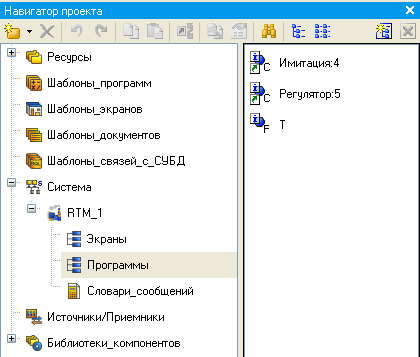 Навигатор проекта
Ресурсы
Шаблоны_программ
Шаблоны_экранов
Шаблоны_документов
Шаблоны_связей_с_СУБД
Система
RTM_1
Экраны
Программы
Словари_сообщений
Источники/Приемники
Библиотеки_компонентов
C Имитация:4
C Регулятор:5
F T